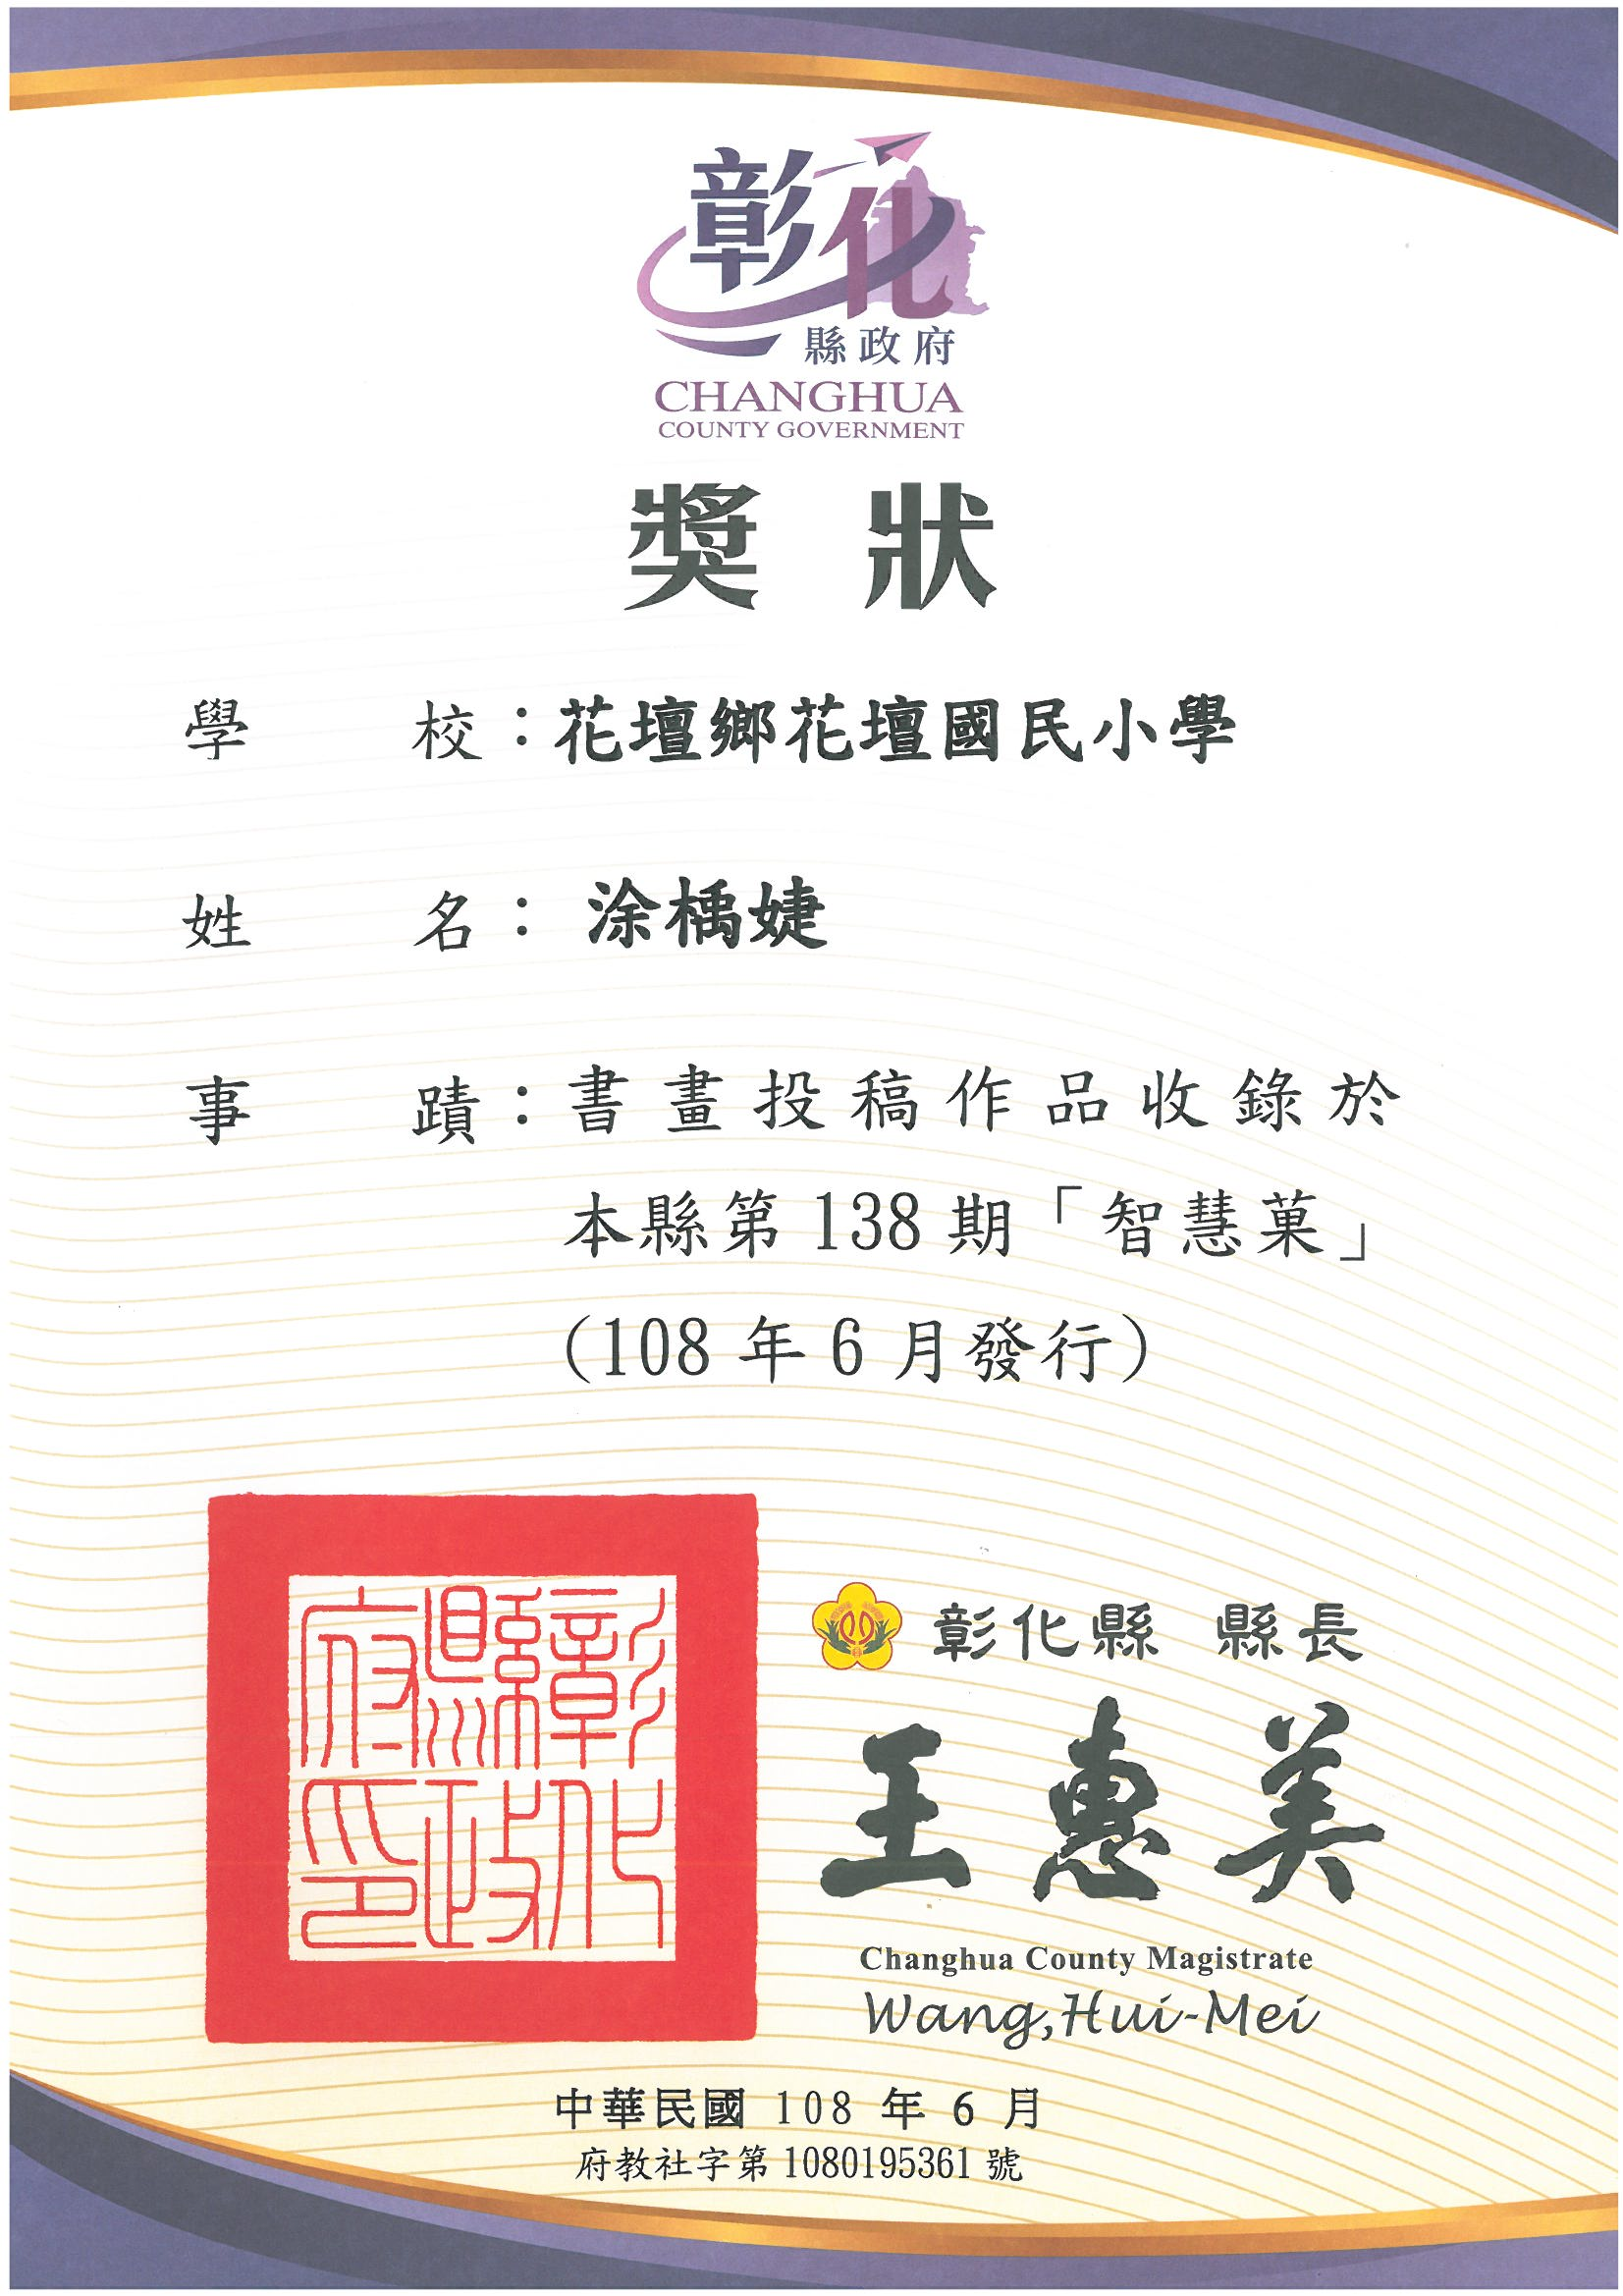 彰化
縣政府
CHANGHUA
COUNTY GOVERNMENT
獎狀
學校：花壇鄉花壇國民小學
姓名：涂楀婕
事蹟：書畫投稿作品收錄於
本縣第138期「智慧菓」
(108年6月發行)
彰化縣政府印
彰化縣 縣長
王惠美
Changhua County Magistrate
Wang,Hui-Mei
中華民國 108 年 6 月
府教社字第1080195361號